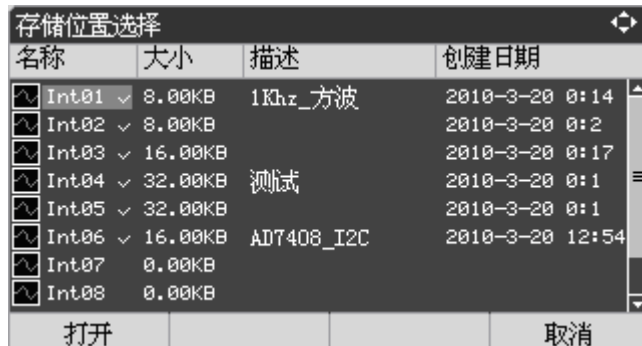 存储位置选择
名称 大小 描述 创建日期
Int01 ✓ 8.00KB 1Khz_方波 2010-3-20 0:14
Int02 ✓ 8.00KB 2010-3-20 0:2
Int03 ✓ 16.00KB 2010-3-20 0:17
Int04 ✓ 32.00KB 测试 2010-3-20 0:1
Int05 ✓ 32.00KB 2010-3-20 0:1
Int06 ✓ 16.00KB AD7408_I2C 2010-3-20 12:54
Int07 0.00KB
Int08 0.00KB
打开 取消